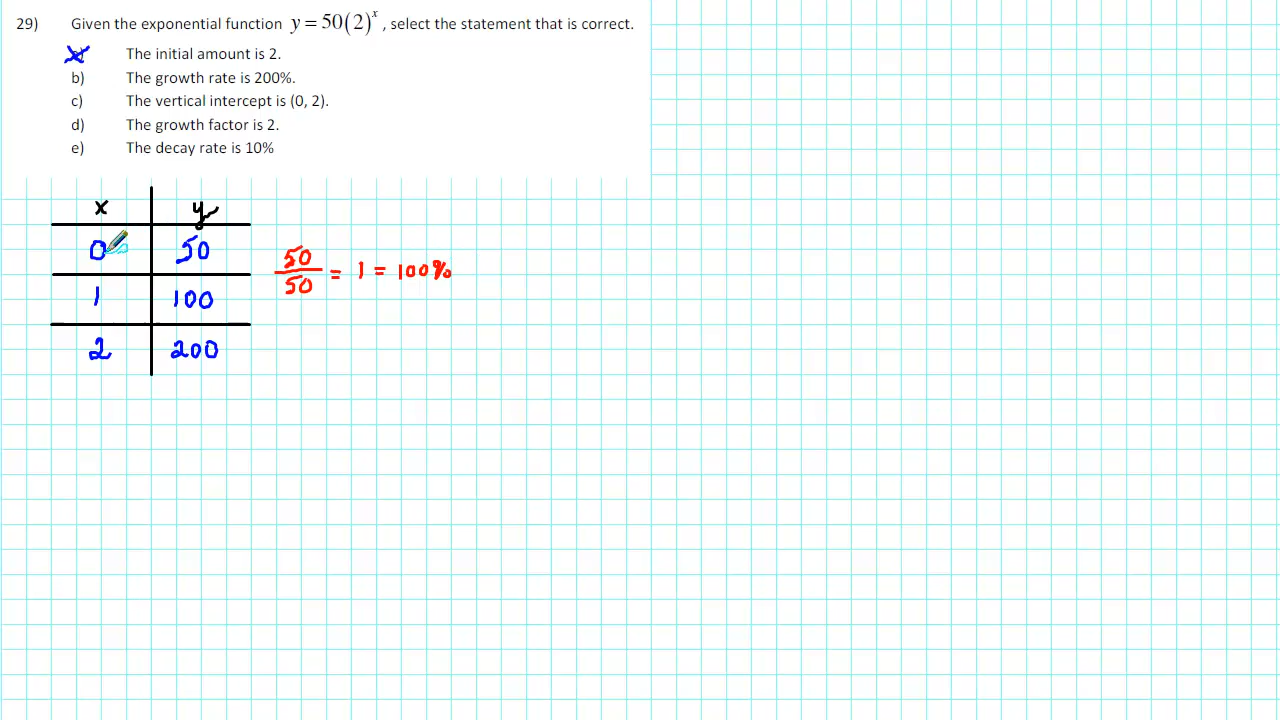 29) Given the exponential function y = 50(2)^x, select the statement that is correct.
a) The initial amount is 2.
b) The growth rate is 200%.
c) The vertical intercept is (0, 2).
d) The growth factor is 2.
e) The decay rate is 10%
x y
0 50
50/50 = 1 = 100%
1 100
2 200